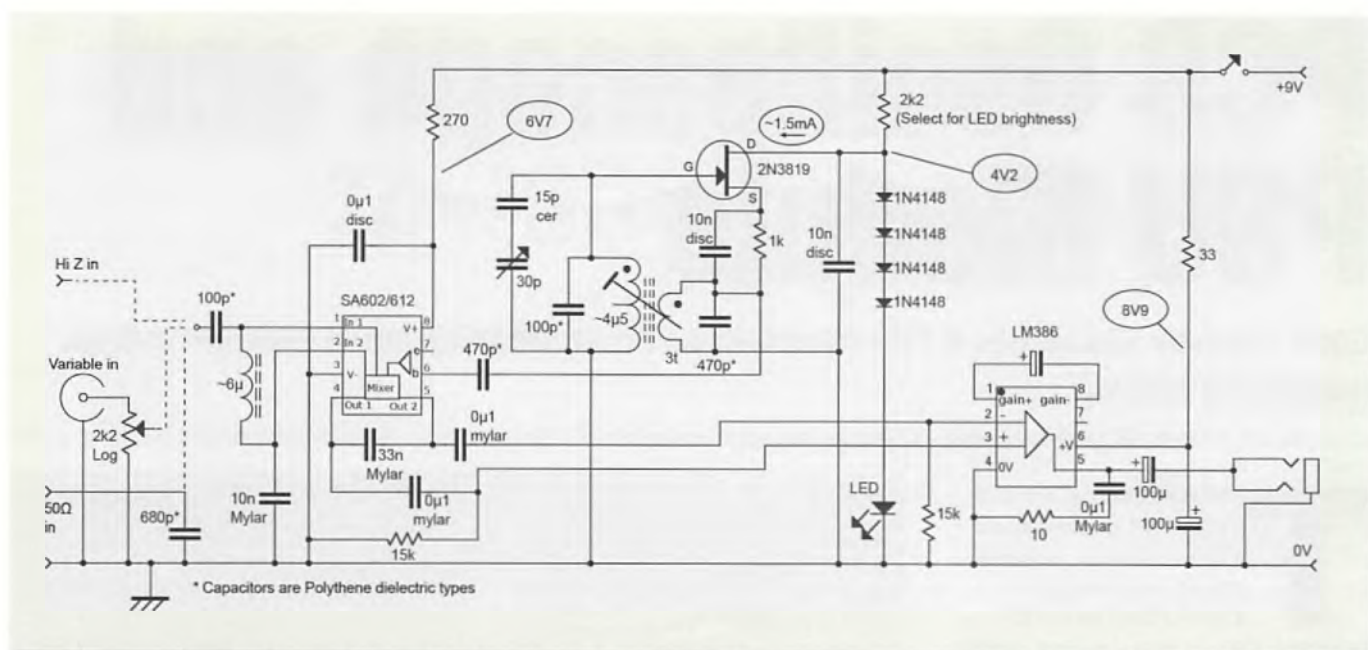 +9V
270
6V7
2k2
(Select for LED brightness)
~1.5mA
D
G
2N3819
S
4V2
0µ1
disc
15p
cer
10n
disc
1k
10n
disc
1N4148
1N4148
1N4148
1N4148
33
Hi Z in
30p
100p*
SA602/612
8V9
1
In 1
V+
8
2
In 2
7
3
V-
6
4
Mixer
5
Out 1
Out 2
100p*
~4µ5
3t
470p*
470p*
LM386
+
Variable in
~6µ
1
gain+
gain-
8
2
-
7
3
+
6
+V
4
0V
5
2k2
Log
0µ1
mylar
33n
Mylar
0µ1
mylar
10n
Mylar
LED
15k
+
100µ
0µ1
Mylar
10
100µ
+
50Ω
in
680p*
15k
0V
* Capacitors are Polythene dielectric types